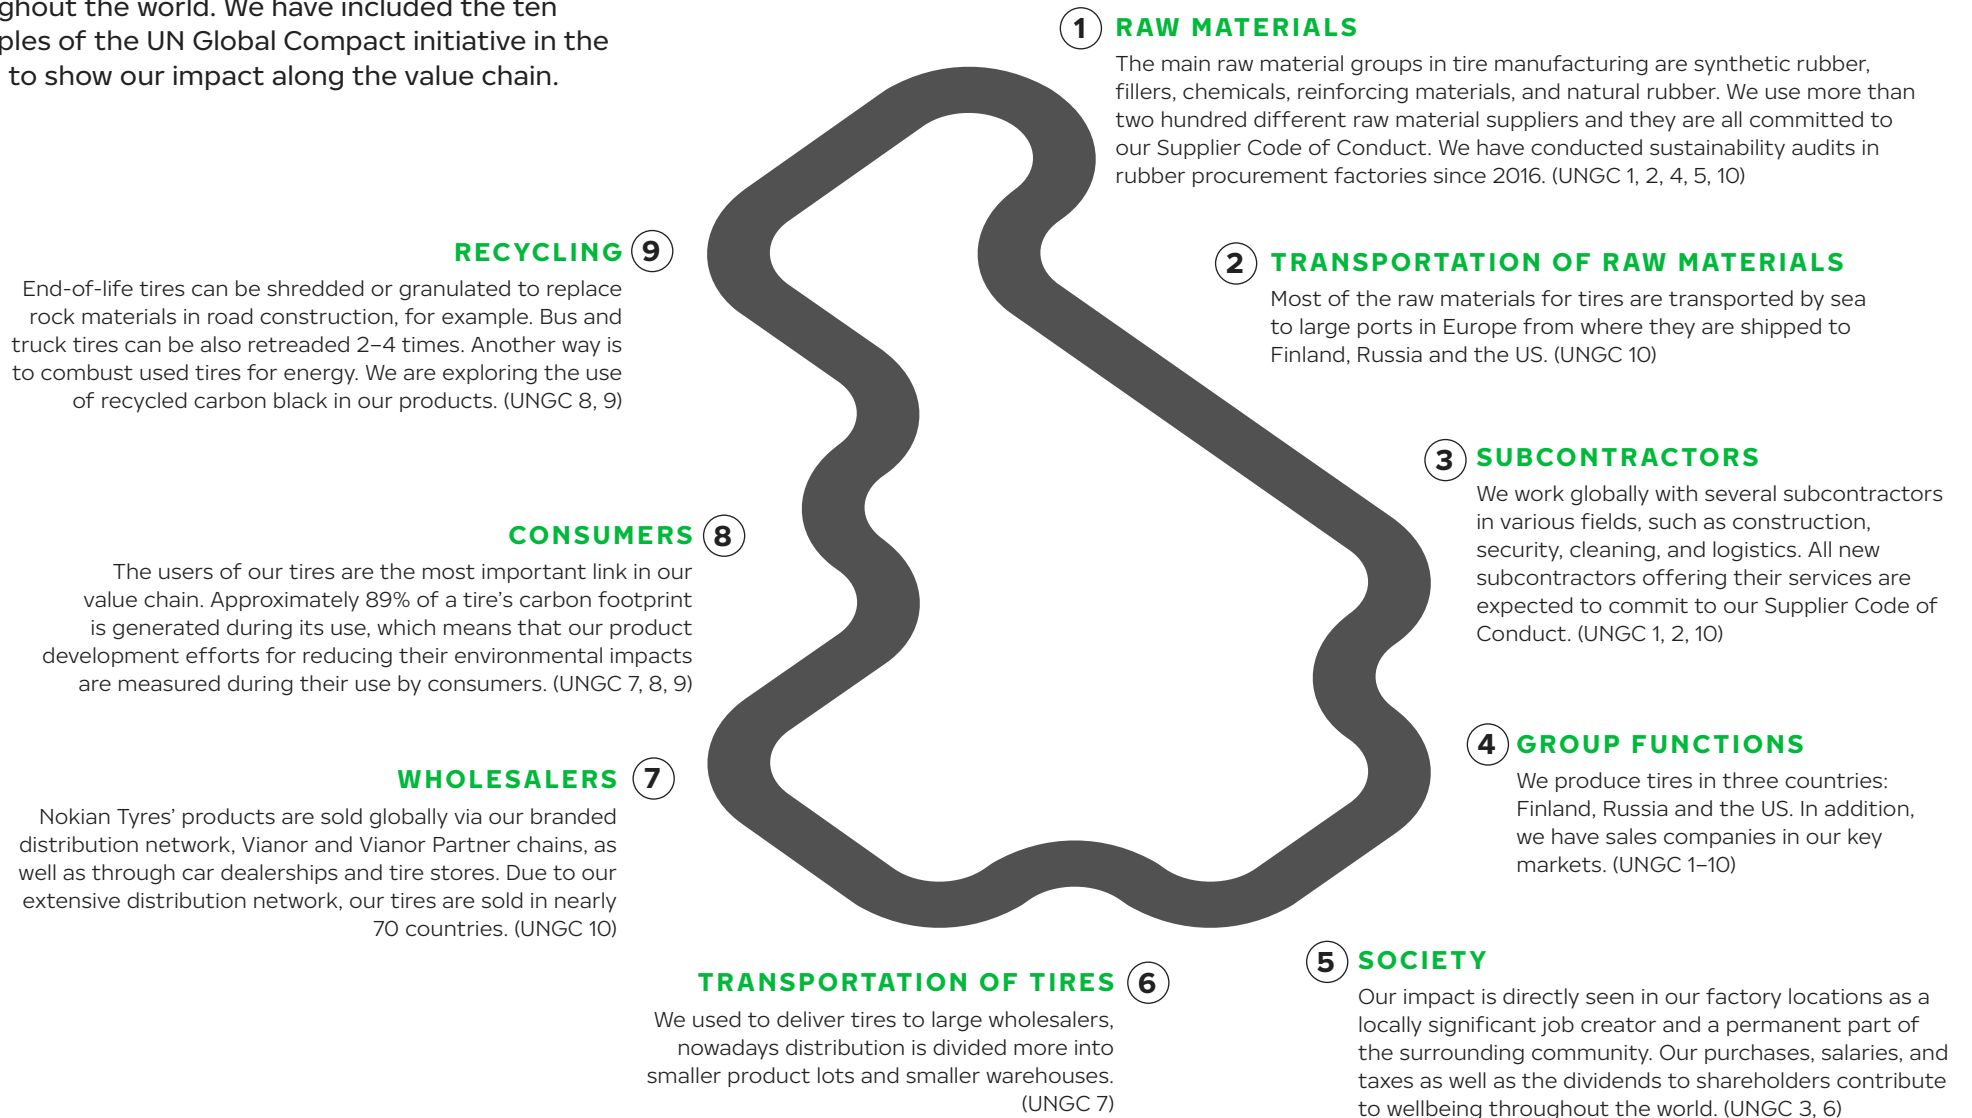 the world. We have included the ten
of the UN Global Compact initiative in the
to show our impact along the value chain.
1 RAW MATERIALS
The main raw material groups in tire manufacturing are synthetic rubber,
fillers, chemicals, reinforcing materials, and natural rubber. We use more than
two hundred different raw material suppliers and they are all committed to
our Supplier Code of Conduct. We have conducted sustainability audits in
rubber procurement factories since 2016. (UNGC 1, 2, 4, 5, 10)
2 TRANSPORTATION OF RAW MATERIALS
Most of the raw materials for tires are transported by sea
to large ports in Europe from where they are shipped to
Finland, Russia and the US. (UNGC 10)
3 SUBCONTRACTORS
We work globally with several subcontractors
in various fields, such as construction,
security, cleaning, and logistics. All new
subcontractors offering their services are
expected to commit to our Supplier Code of
Conduct. (UNGC 1, 2, 10)
4 GROUP FUNCTIONS
We produce tires in three countries:
Finland, Russia and the US. In addition,
we have sales companies in our key
markets. (UNGC 1–10)
5 SOCIETY
Our impact is directly seen in our factory locations as a
locally significant job creator and a permanent part of
the surrounding community. Our purchases, salaries, and
taxes as well as the dividends to shareholders contribute
to wellbeing throughout the world. (UNGC 3, 6)
TRANSPORTATION OF TIRES 6
We used to deliver tires to large wholesalers,
nowadays distribution is divided more into
smaller product lots and smaller warehouses.
(UNGC 7)
WHOLESALERS 7
Nokian Tyres’ products are sold globally via our branded
distribution network, Vianor and Vianor Partner chains, as
well as through car dealerships and tire stores. Due to our
extensive distribution network, our tires are sold in nearly
70 countries. (UNGC 10)
CONSUMERS 8
The users of our tires are the most important link in our
value chain. Approximately 89% of a tire’s carbon footprint
is generated during its use, which means that our product
development efforts for reducing their environmental impacts
are measured during their use by consumers. (UNGC 7, 8, 9)
RECYCLING 9
End-of-life tires can be shredded or granulated to replace
rock materials in road construction, for example. Bus and
truck tires can be also retreaded 2–4 times. Another way is
to combust used tires for energy. We are exploring the use
of recycled carbon black in our products. (UNGC 8, 9)